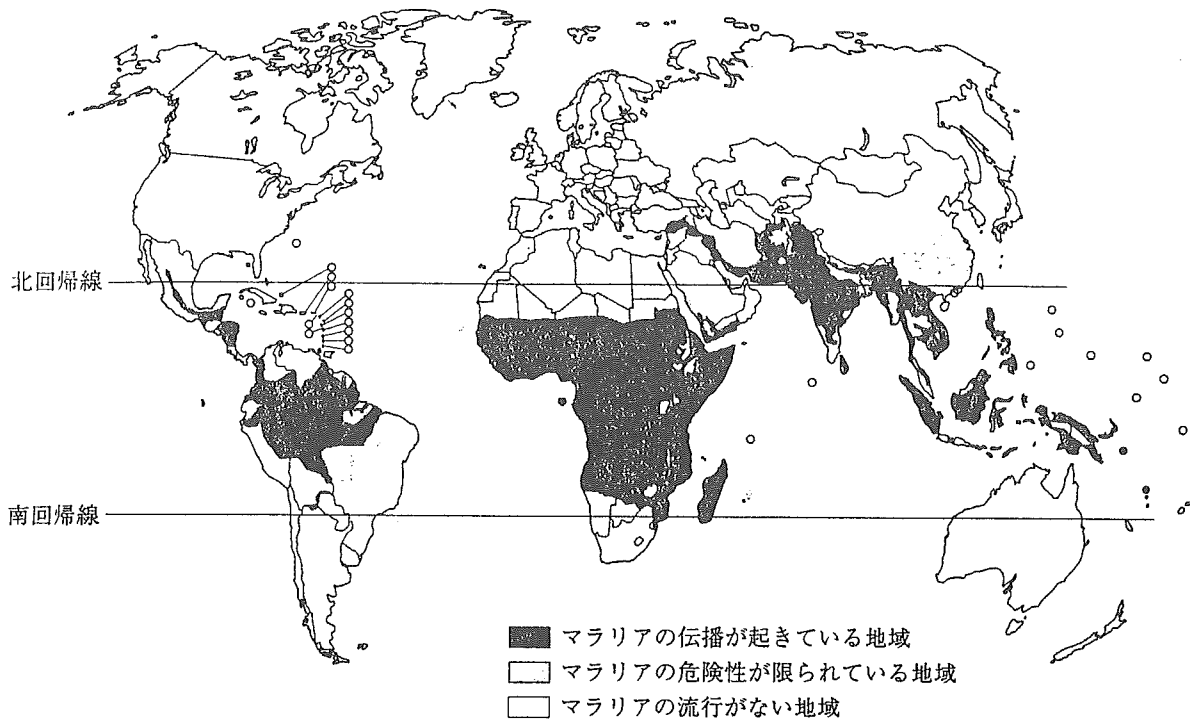 北回帰線
南回帰線
マラリアの伝播が起きている地域
マラリアの危険性が限られている地域
マラリアの流行がない地域